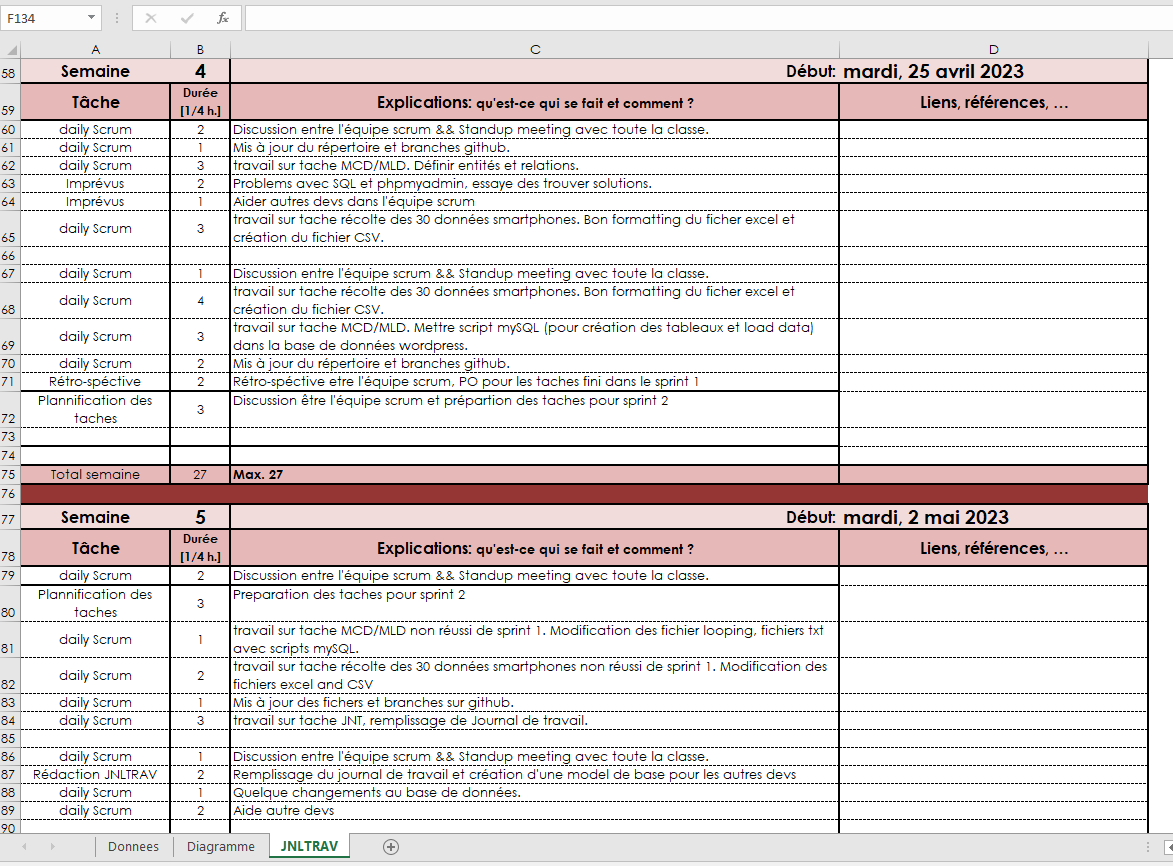 F134 fx
A B C D
58 Semaine 4 Début: mardi, 25 avril 2023
59 Tâche Durée [1/4 h.] Explications: qu'est-ce qui se fait et comment ? Liens, références, ...
60 daily Scrum 2 Discussion entre l'équipe scrum && Standup meeting avec toute la classe.
61 daily Scrum 1 Mis à jour du répertoire et branches github.
62 daily Scrum 3 travail sur tache MCD/MLD. Définir entités et relations.
63 Imprévus 2 Problems avec SQL et phpmyadmin, essaye des trouver solutions.
64 Imprévus 1 Aider autres devs dans l'équipe scrum
65 daily Scrum 3 travail sur tache récolte des 30 données smartphones. Bon formatting du ficher excel et
création du fichier CSV.
66
67 daily Scrum 1 Discussion entre l'équipe scrum && Standup meeting avec toute la classe.
68 daily Scrum 4 travail sur tache récolte des 30 données smartphones. Bon formatting du ficher excel et
création du fichier CSV.
69 daily Scrum 3 travail sur tache MCD/MLD. Mettre script mySQL (pour création des tableaux et load data)
dans la base de données wordpress.
70 daily Scrum 2 Mis à jour du répertoire et branches github.
71 Rétro-spéctive 2 Rétro-spéctive etre l'équipe scrum, PO pour les taches fini dans le sprint 1
72 Plannification des taches 3 Discussion être l'équipe scrum et prépartion des taches pour sprint 2
73
74
75 Total semaine 27 Max. 27
76
77 Semaine 5 Début: mardi, 2 mai 2023
78 Tâche Durée [1/4 h.] Explications: qu'est-ce qui se fait et comment ? Liens, références, ...
79 daily Scrum 2 Discussion entre l'équipe scrum && Standup meeting avec toute la classe.
80 Plannification des taches 3 Preparation des taches pour sprint 2
81 daily Scrum 1 travail sur tache MCD/MLD non réussi de sprint 1. Modification des fichier looping, fichiers txt
avec scripts mySQL.
82 daily Scrum 2 travail sur tache récolte des 30 données smartphones non réussi de sprint 1. Modification des
fichiers excel and CSV
83 daily Scrum 1 Mis à jour des fichers et branches sur github.
84 daily Scrum 3 travail sur tache JNT, remplissage de Journal de travail.
85
86 daily Scrum 1 Discussion entre l'équipe scrum && Standup meeting avec toute la classe.
87 Rédaction JNLTRAV 2 Remplissage du journal de travail et création d'une model de base pour les autres devs
88 daily Scrum 1 Quelque changements au base de données.
89 daily Scrum 2 Aide autre devs
90
Donnees Diagramme JNLTRAV